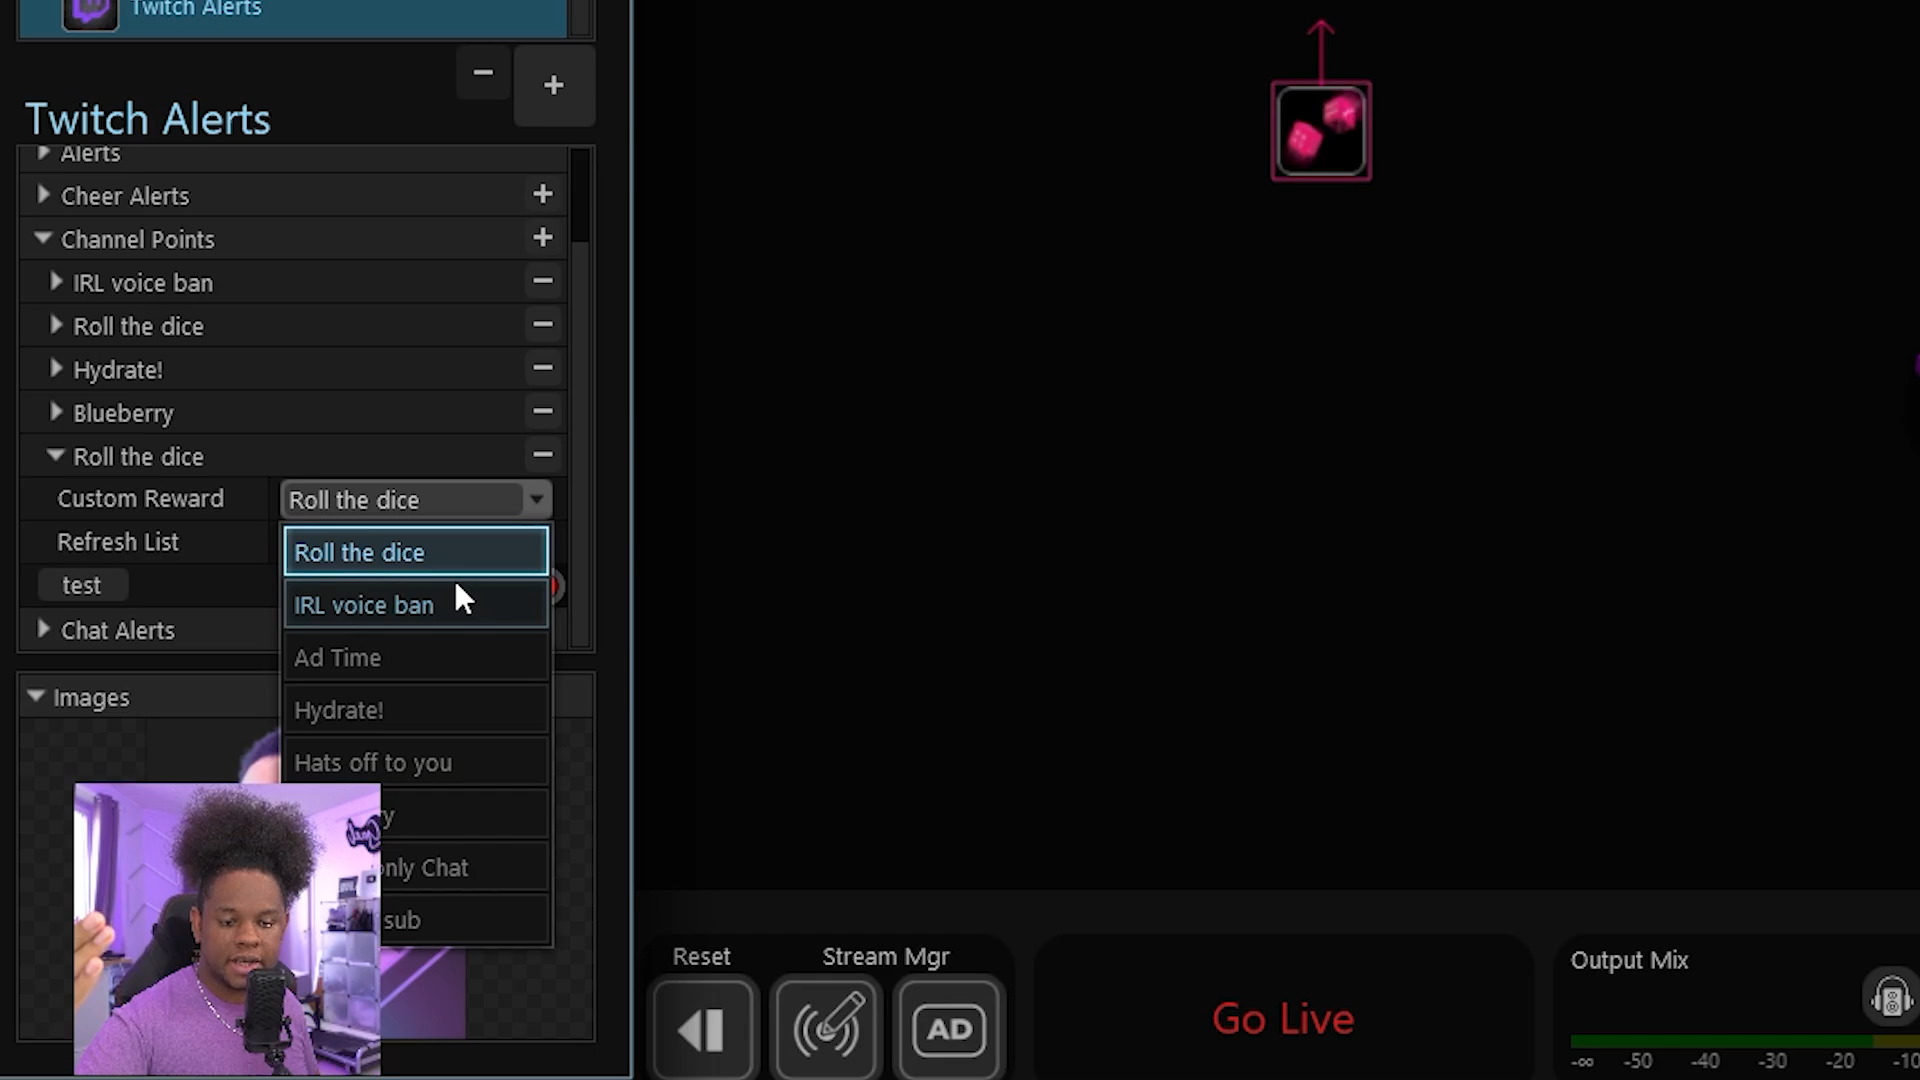 Twitch Alerts
Twitch Alerts
Alerts
Cheer Alerts
Channel Points
IRL voice ban
Roll the dice
Hydrate!
Blueberry
Roll the dice
Custom Reward
Roll the dice
Refresh List
Roll the dice
test
IRL voice ban
Ad Time
Chat Alerts
Hydrate!
Images
Hats off to you
y
only Chat
sub
Reset
Stream Mgr
AD
Go Live
Output Mix
-∞ -50 -40 -30 -20 -10